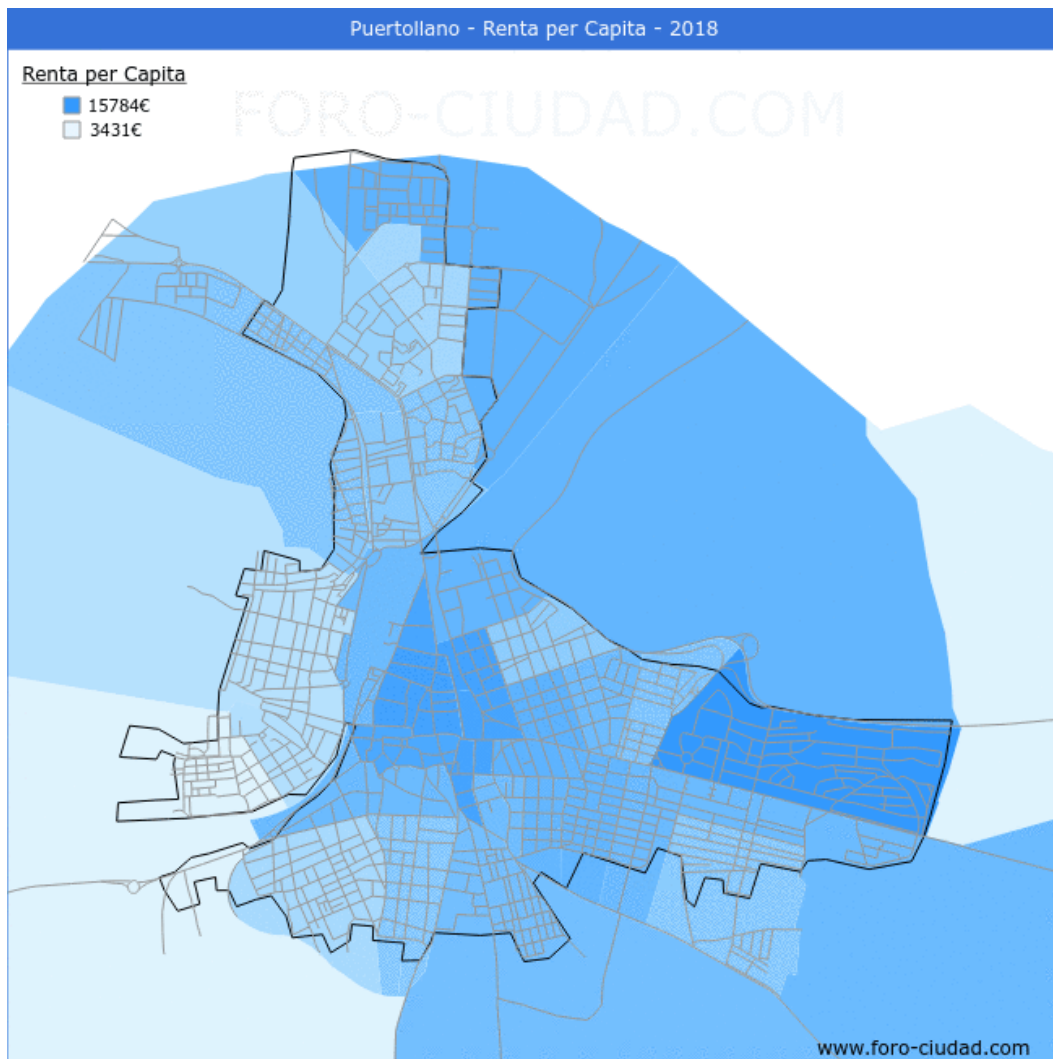 Puertollano - Renta per Capita - 2018
Renta per Capita
15784€
3431€
FORO-CIUDAD.COM
www.foro-ciudad.com